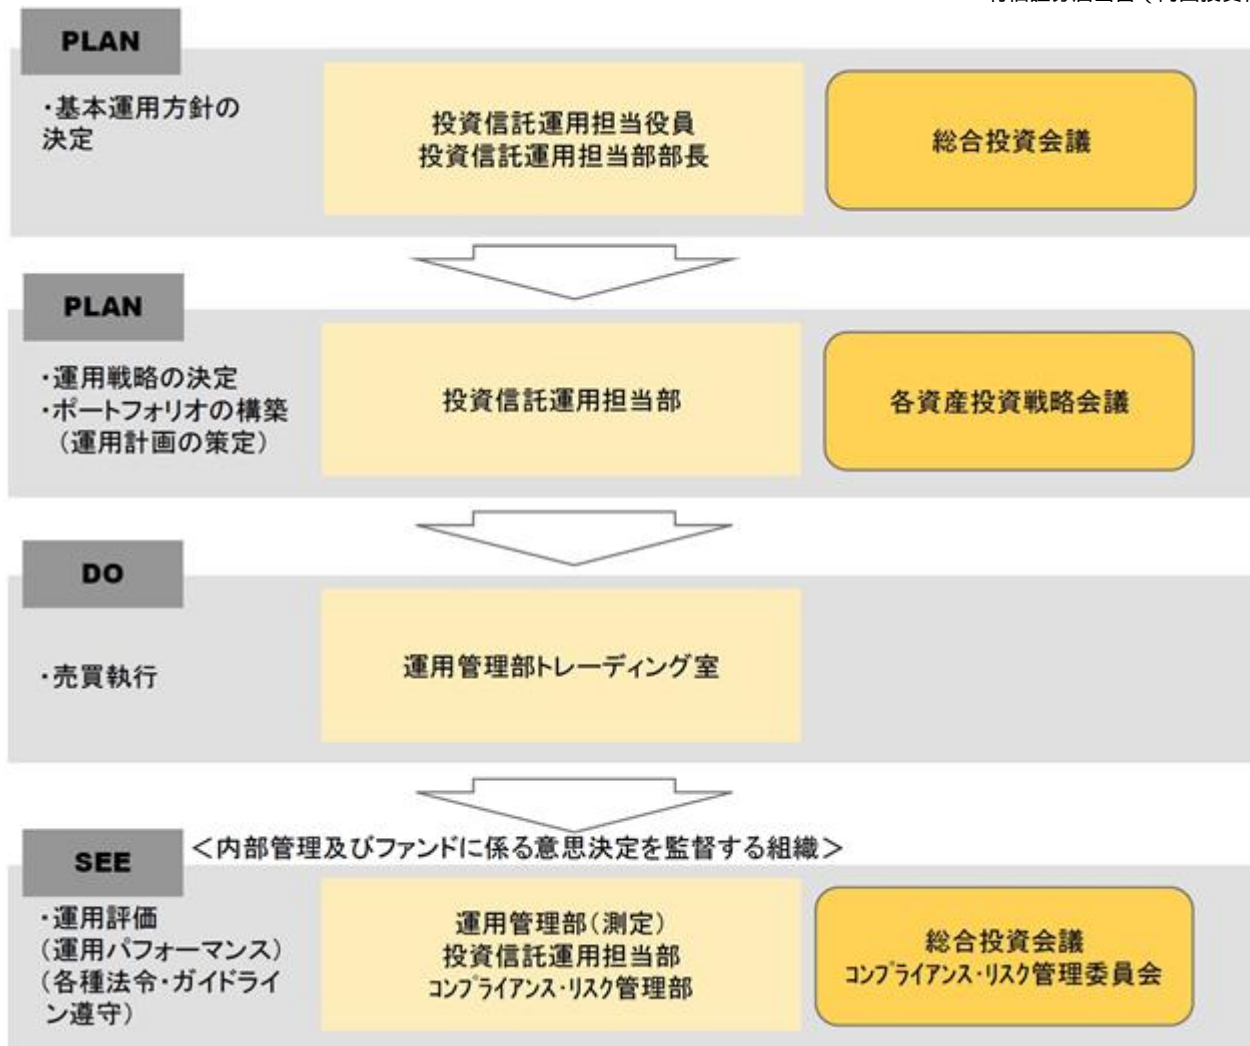 PLAN
・基本運用方針の
決定
投資信託運用担当役員
投資信託運用担当部部長
総合投資会議
PLAN
・運用戦略の決定
・ポートフォリオの構築
（運用計画の策定）
投資信託運用担当部
各資産投資戦略会議
DO
・売買執行
運用管理部トレーディング室
SEE
＜内部管理及びファンドに係る意思決定を監督する組織＞
・運用評価
(運用パフォーマンス)
(各種法令・ガイドライ
ン遵守)
運用管理部(測定)
投資信託運用担当部
ｺﾝﾌﾟﾗｲｱﾝｽ・ﾘｽｸ管理部
総合投資会議
ｺﾝﾌﾟﾗｲｱﾝｽ・ﾘｽｸ管理委員会